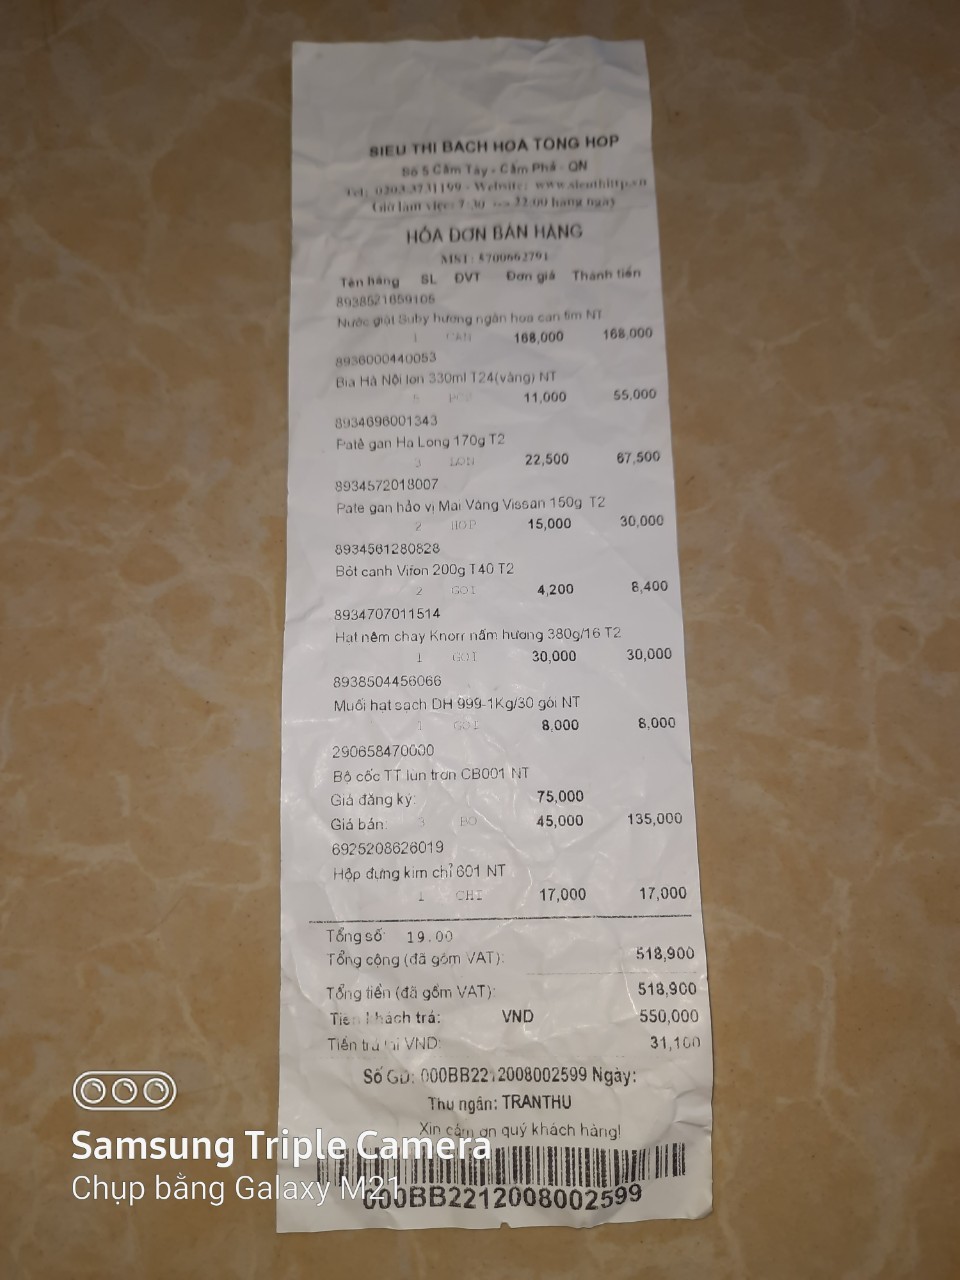 SIEU THI BACH HOA TONG HOP
Số 5 Cẩm Tây - Cẩm Phả - QN
Tel: 0203.3731199 - Website: www.sieuthittp.vn
Giờ làm việc: 7:30 --> 22:00 hàng ngày
HÓA ĐƠN BÁN HÀNG
MST: 5700662791
Tên hàng SL ĐVT Đơn giá Thành tiền
8938521659106
Nước giặt Suby hương ngàn hoa can tím NT
1 CAN 168,000 168,000
8936000440053
Bia Hà Nội lon 330ml T24(vàng) NT
5 11,000 55,000
8934696001343
Patê gan Hạ Long 170g T2
3 LON 22,500 67,500
8934572018007
Pate gan hảo vị Mai Vàng Vissan 150g T2
2 HOP 15,000 30,000
8934561280828
Bột canh Vifon 200g T40 T2
2 GOI 4,200 8,400
8934707011514
Hạt nêm chay Knorr nấm hương 380g/16 T2
1 GOI 30,000 30,000
8938504456066
Muối hạt sạch DH 999-1Kg/30 gói NT
1 GOI 8,000 8,000
290658470000
Bộ cốc TT lùn trơn CB001 NT
Giá đăng ký: 75,000
Giá bán: 3 BO 45,000 135,000
6925208626019
Hộp đựng kim chỉ 601 NT
1 CHI 17,000 17,000
Tổng số: 19.00
Tổng cộng (đã gồm VAT): 518,900
Tổng tiền (đã gồm VAT): 518,900
Tiền khách trả: VND 550,000
Tiền trả lại VND: 31,100
Số GD: 000BB2212008002599 Ngày:
Thu ngân: TRANTHU
Xin cảm ơn quý khách hàng!
000BB2212008002599
Samsung Triple Camera
Chụp bằng Galaxy M21